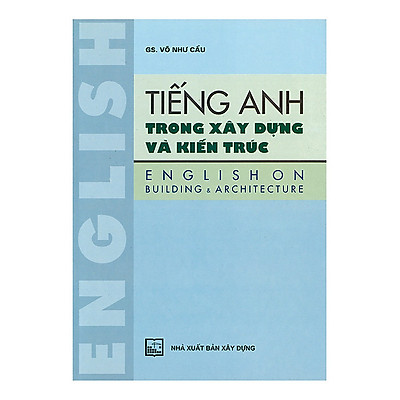 ENGLISH
GS. VÕ NHƯ CẦU
TIẾNG ANH
TRONG XÂY DỰNG
VÀ KIẾN TRÚC
ENGLISH ON
BUILDING & ARCHITECTURE
NHÀ XUẤT BẢN XÂY DỰNG